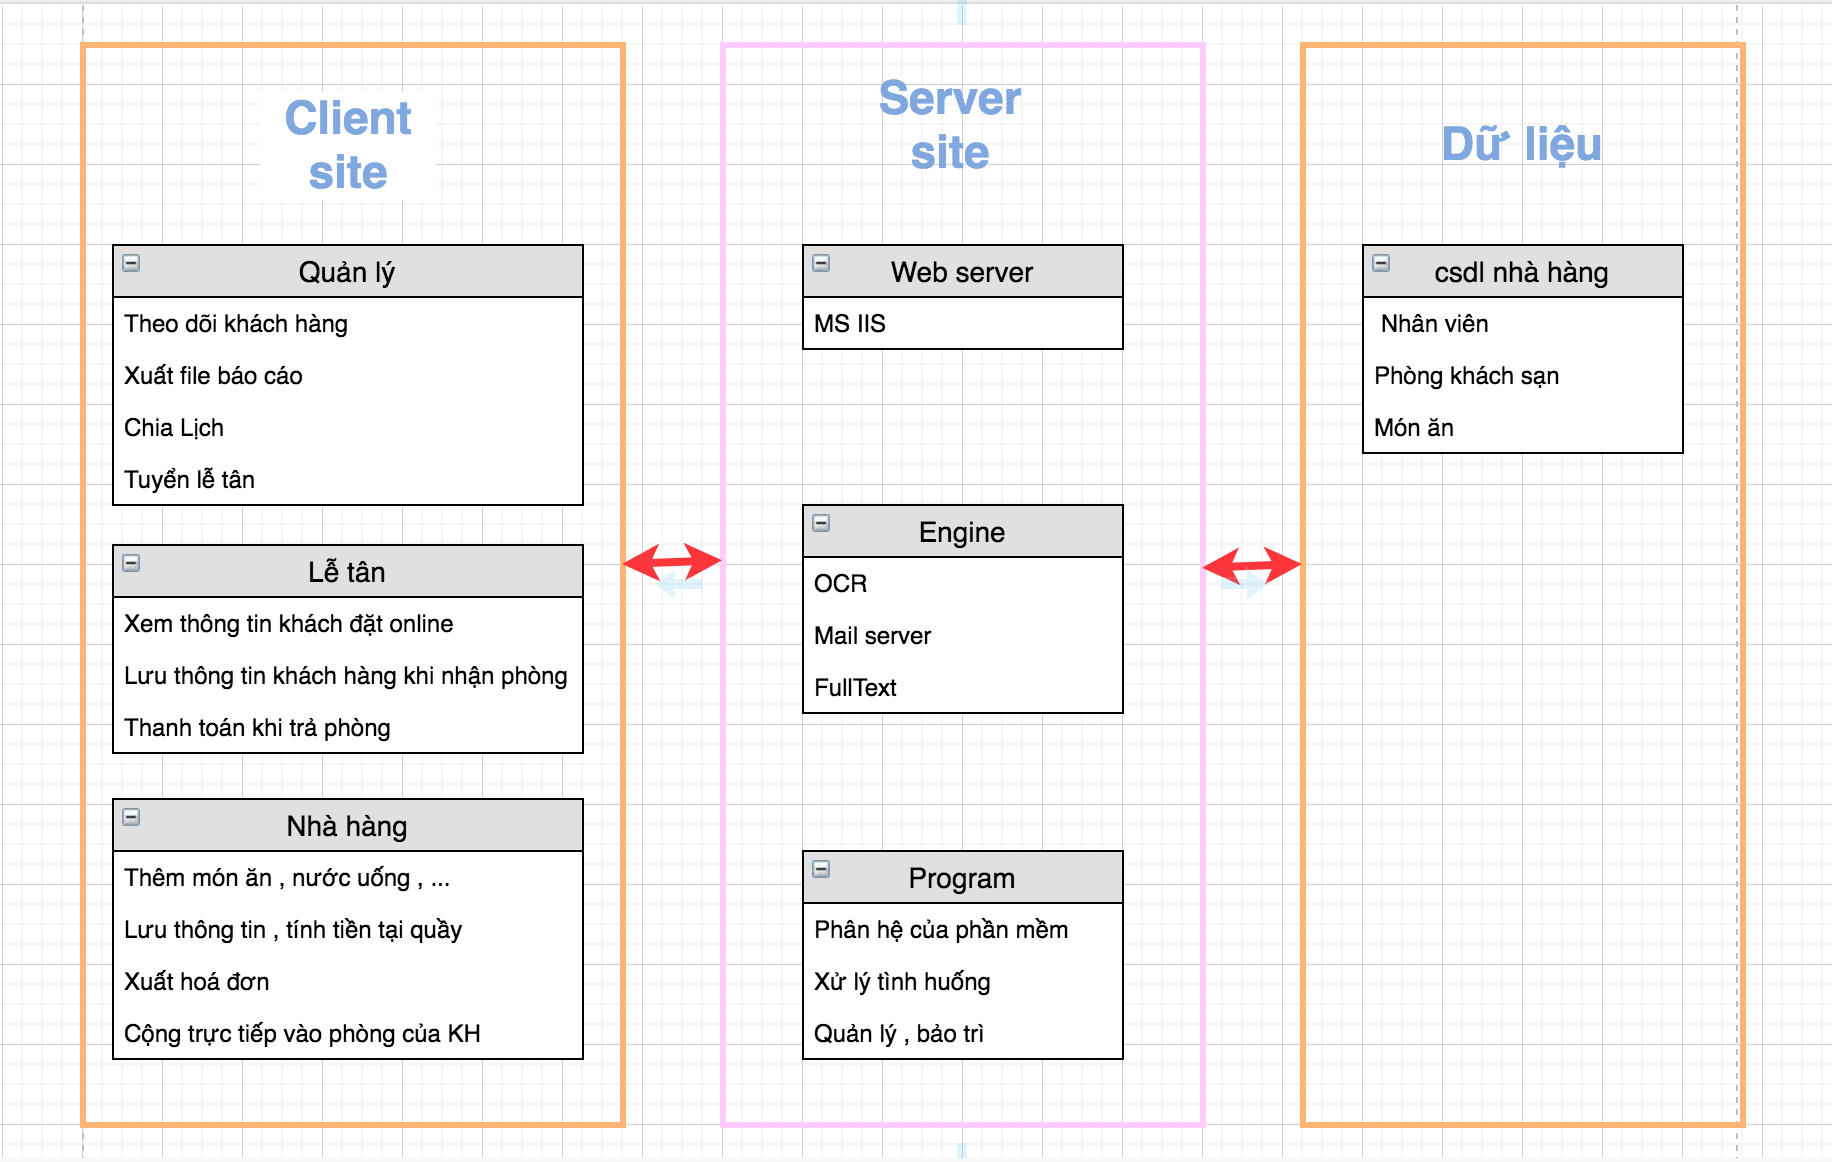 Client
site
Quản lý
Theo dõi khách hàng
Xuất file báo cáo
Chia Lịch
Tuyển lễ tân
Lễ tân
Xem thông tin khách đặt online
Lưu thông tin khách hàng khi nhận phòng
Thanh toán khi trả phòng
Nhà hàng
Thêm món ăn , nước uống , ...
Lưu thông tin , tính tiền tại quầy
Xuất hoá đơn
Cộng trực tiếp vào phòng của KH
Server
site
Web server
MS IIS
Engine
OCR
Mail server
FullText
Program
Phân hệ của phần mềm
Xử lý tình huống
Quản lý , bảo trì
Dữ liệu
csdl nhà hàng
Nhân viên
Phòng khách sạn
Món ăn